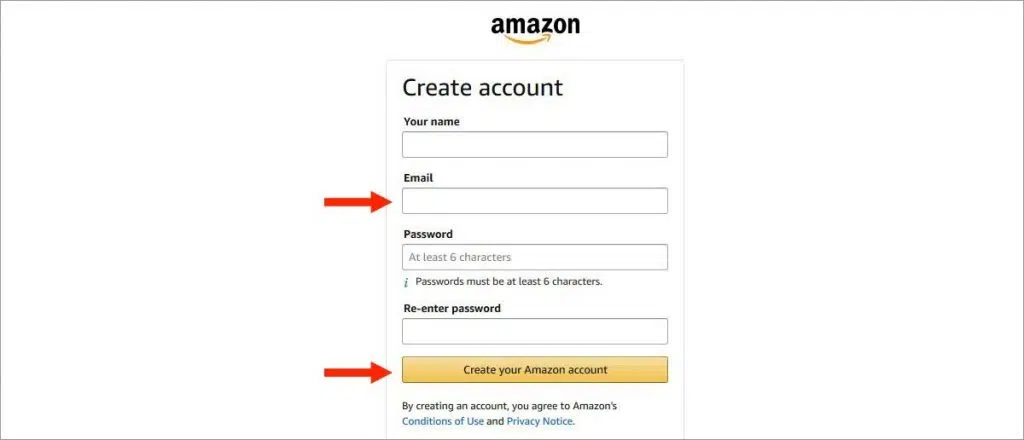 amazon
Create account
Your name
Email
Password
At least 6 characters
i Passwords must be at least 6 characters.
Re-enter password
Create your Amazon account
By creating an account, you agree to Amazon's
Conditions of Use and Privacy Notice.